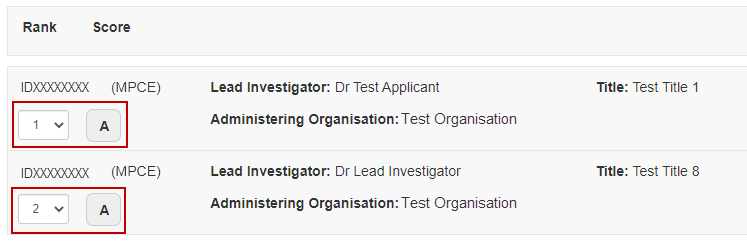 Rank Score
IDXXXXXXXX (MPCE) Lead Investigator: Dr Test Applicant Title: Test Title 1
1 A Administering Organisation: Test Organisation
IDXXXXXXXX (MPCE) Lead Investigator: Dr Lead Investigator Title: Test Title 8
2 A Administering Organisation: Test Organisation